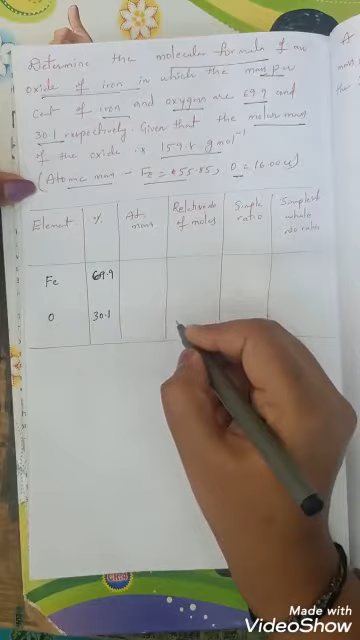 Determine the molecular formula of an
oxide of iron in which the mass per
cent of iron and oxygen are 69.9 and
30.1 respectively. Given that the molar mass
of the oxide is 159.8 g mol⁻¹
(Atomic mass - Fe = 55.85, O = 16.00 u)
Element % At. mass Relative no of moles Simple ratio Simplest whole No ratio
Fe 69.9
O 30.1
Made with
VideoShow